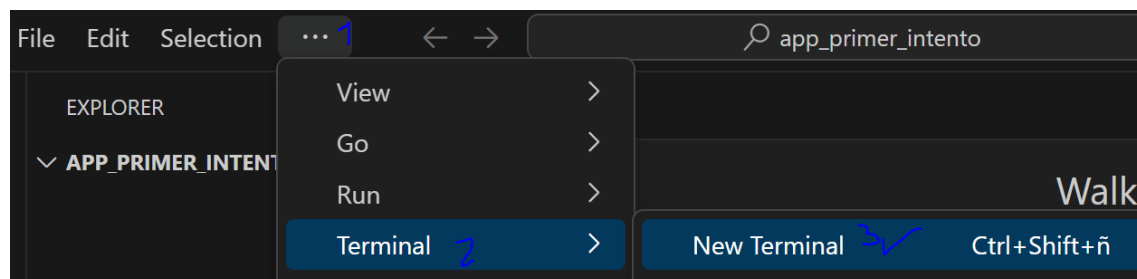 File Edit Selection ... 1 ← → app_primer_intento
View
EXPLORER
Go
APP_PRIMER_INTENT
Run
Walk
Terminal 2 New Terminal 3 ✓ Ctrl+Shift+ñ